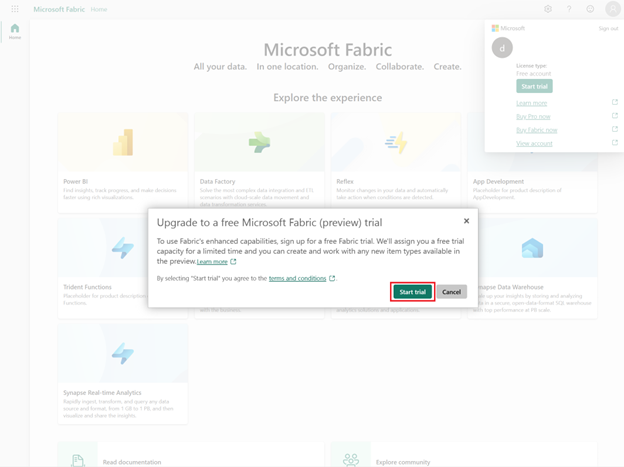 Microsoft Fabric Home
Microsoft
Sign out
Home
d
License type
Free account
Start trial
Learn more
Buy Pro now
Buy Fabric now
View account
Microsoft Fabric
All your data. In one location. Organize. Collaborate. Create.
Explore the experience
Power BI
Find insights, track progress, and make decisions
faster using rich visualizations.
Data Factory
Solve the most complex data integration and ETL
scenarios with cloud-scale data movement and
data transformation services.
Reflex
Monitor changes in your data and automatically
take action when conditions are detected.
App Development
Placeholder for product description of
AppDevelopment.
Upgrade to a free Microsoft Fabric (preview) trial
To use Fabric's enhanced capabilities, sign up for a free Fabric trial. We'll assign you a free trial
capacity for a limited time and you can create and work with any new item types available in
the preview. Learn more
By selecting "Start trial" you agree to the terms and conditions.
Start trial
Cancel
Trident Functions
Placeholder for product description
Functions.
with the business.
analytics solutions and applications.
Synapse Data Warehouse
up your insights by storing and analyzing
in a secure, open-data format SQL warehouse
with top performance at PB scale.
Synapse Real-time Analytics
Rapidly ingest, transform, and query any data
source and format, from 1 GB to 1 PB, and then
visualize and share the insights.
Read documentation
Explore community